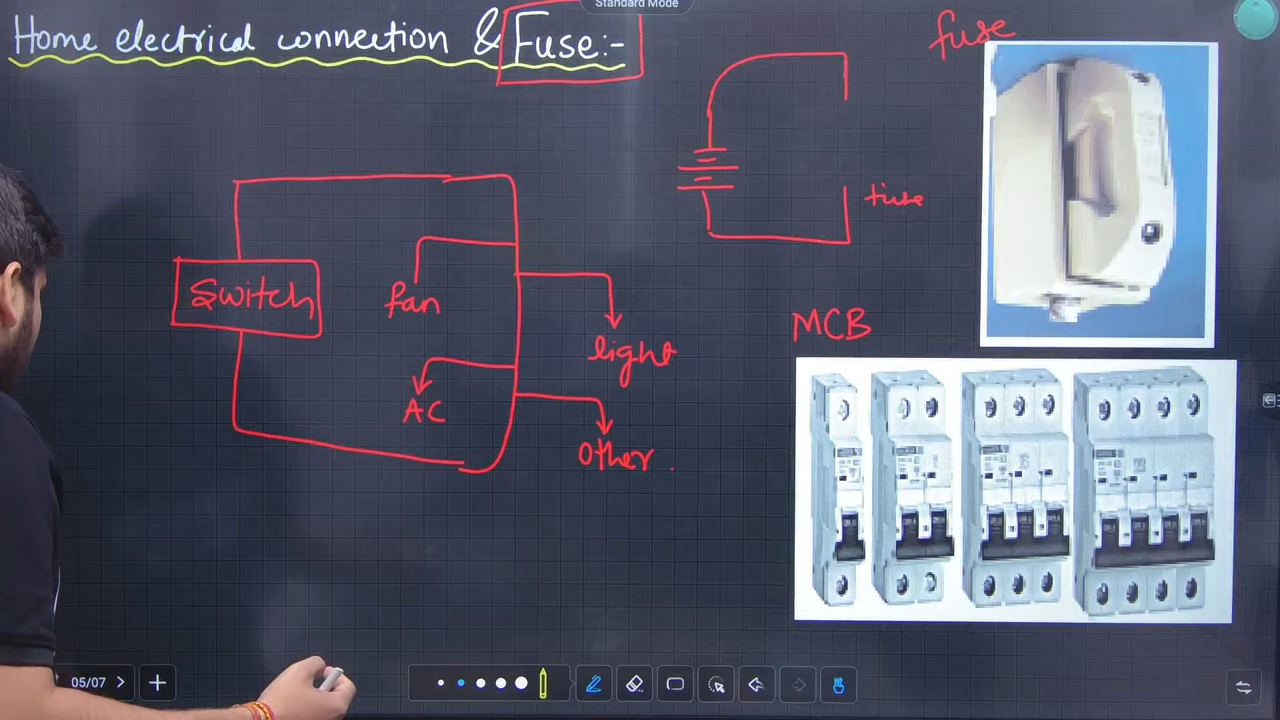 Standard Mode
Home electrical connection & Fuse:-
fuse
fuse
Switch
fan
light
MCB
AC
Other.
05/07